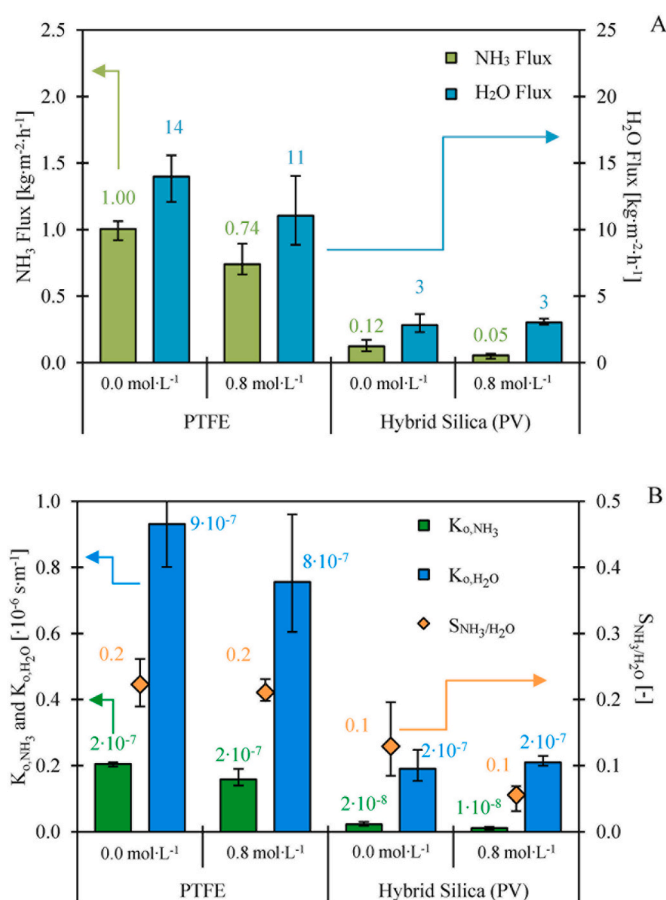 A
2.5
2.0
1.5
1.0
0.5
0.0
NH₃ Flux [kg·m⁻²·h⁻¹]
25
20
15
10
5
0
H₂O Flux [kg·m⁻²·h⁻¹]
NH₃ Flux
H₂O Flux
1.00
14
0.74
11
0.12
3
0.05
3
0.0 mol·L⁻¹
0.8 mol·L⁻¹
0.0 mol·L⁻¹
0.8 mol·L⁻¹
PTFE
Hybrid Silica (PV)
B
1.0
0.8
0.6
0.4
0.2
0.0
K₀,NH₃ and K₀,H₂O [·10⁻⁶ s·m⁻¹]
0.5
0.4
0.3
0.2
0.1
0.0
S NH₃/H₂O [-]
K₀,NH₃
K₀,H₂O
S NH₃/H₂O
9·10⁻⁷
8·10⁻⁷
0.2
0.2
0.1
0.1
2·10⁻⁷
2·10⁻⁷
2·10⁻⁷
2·10⁻⁷
2·10⁻⁸
1·10⁻⁸
0.0 mol·L⁻¹
0.8 mol·L⁻¹
0.0 mol·L⁻¹
0.8 mol·L⁻¹
PTFE
Hybrid Silica (PV)